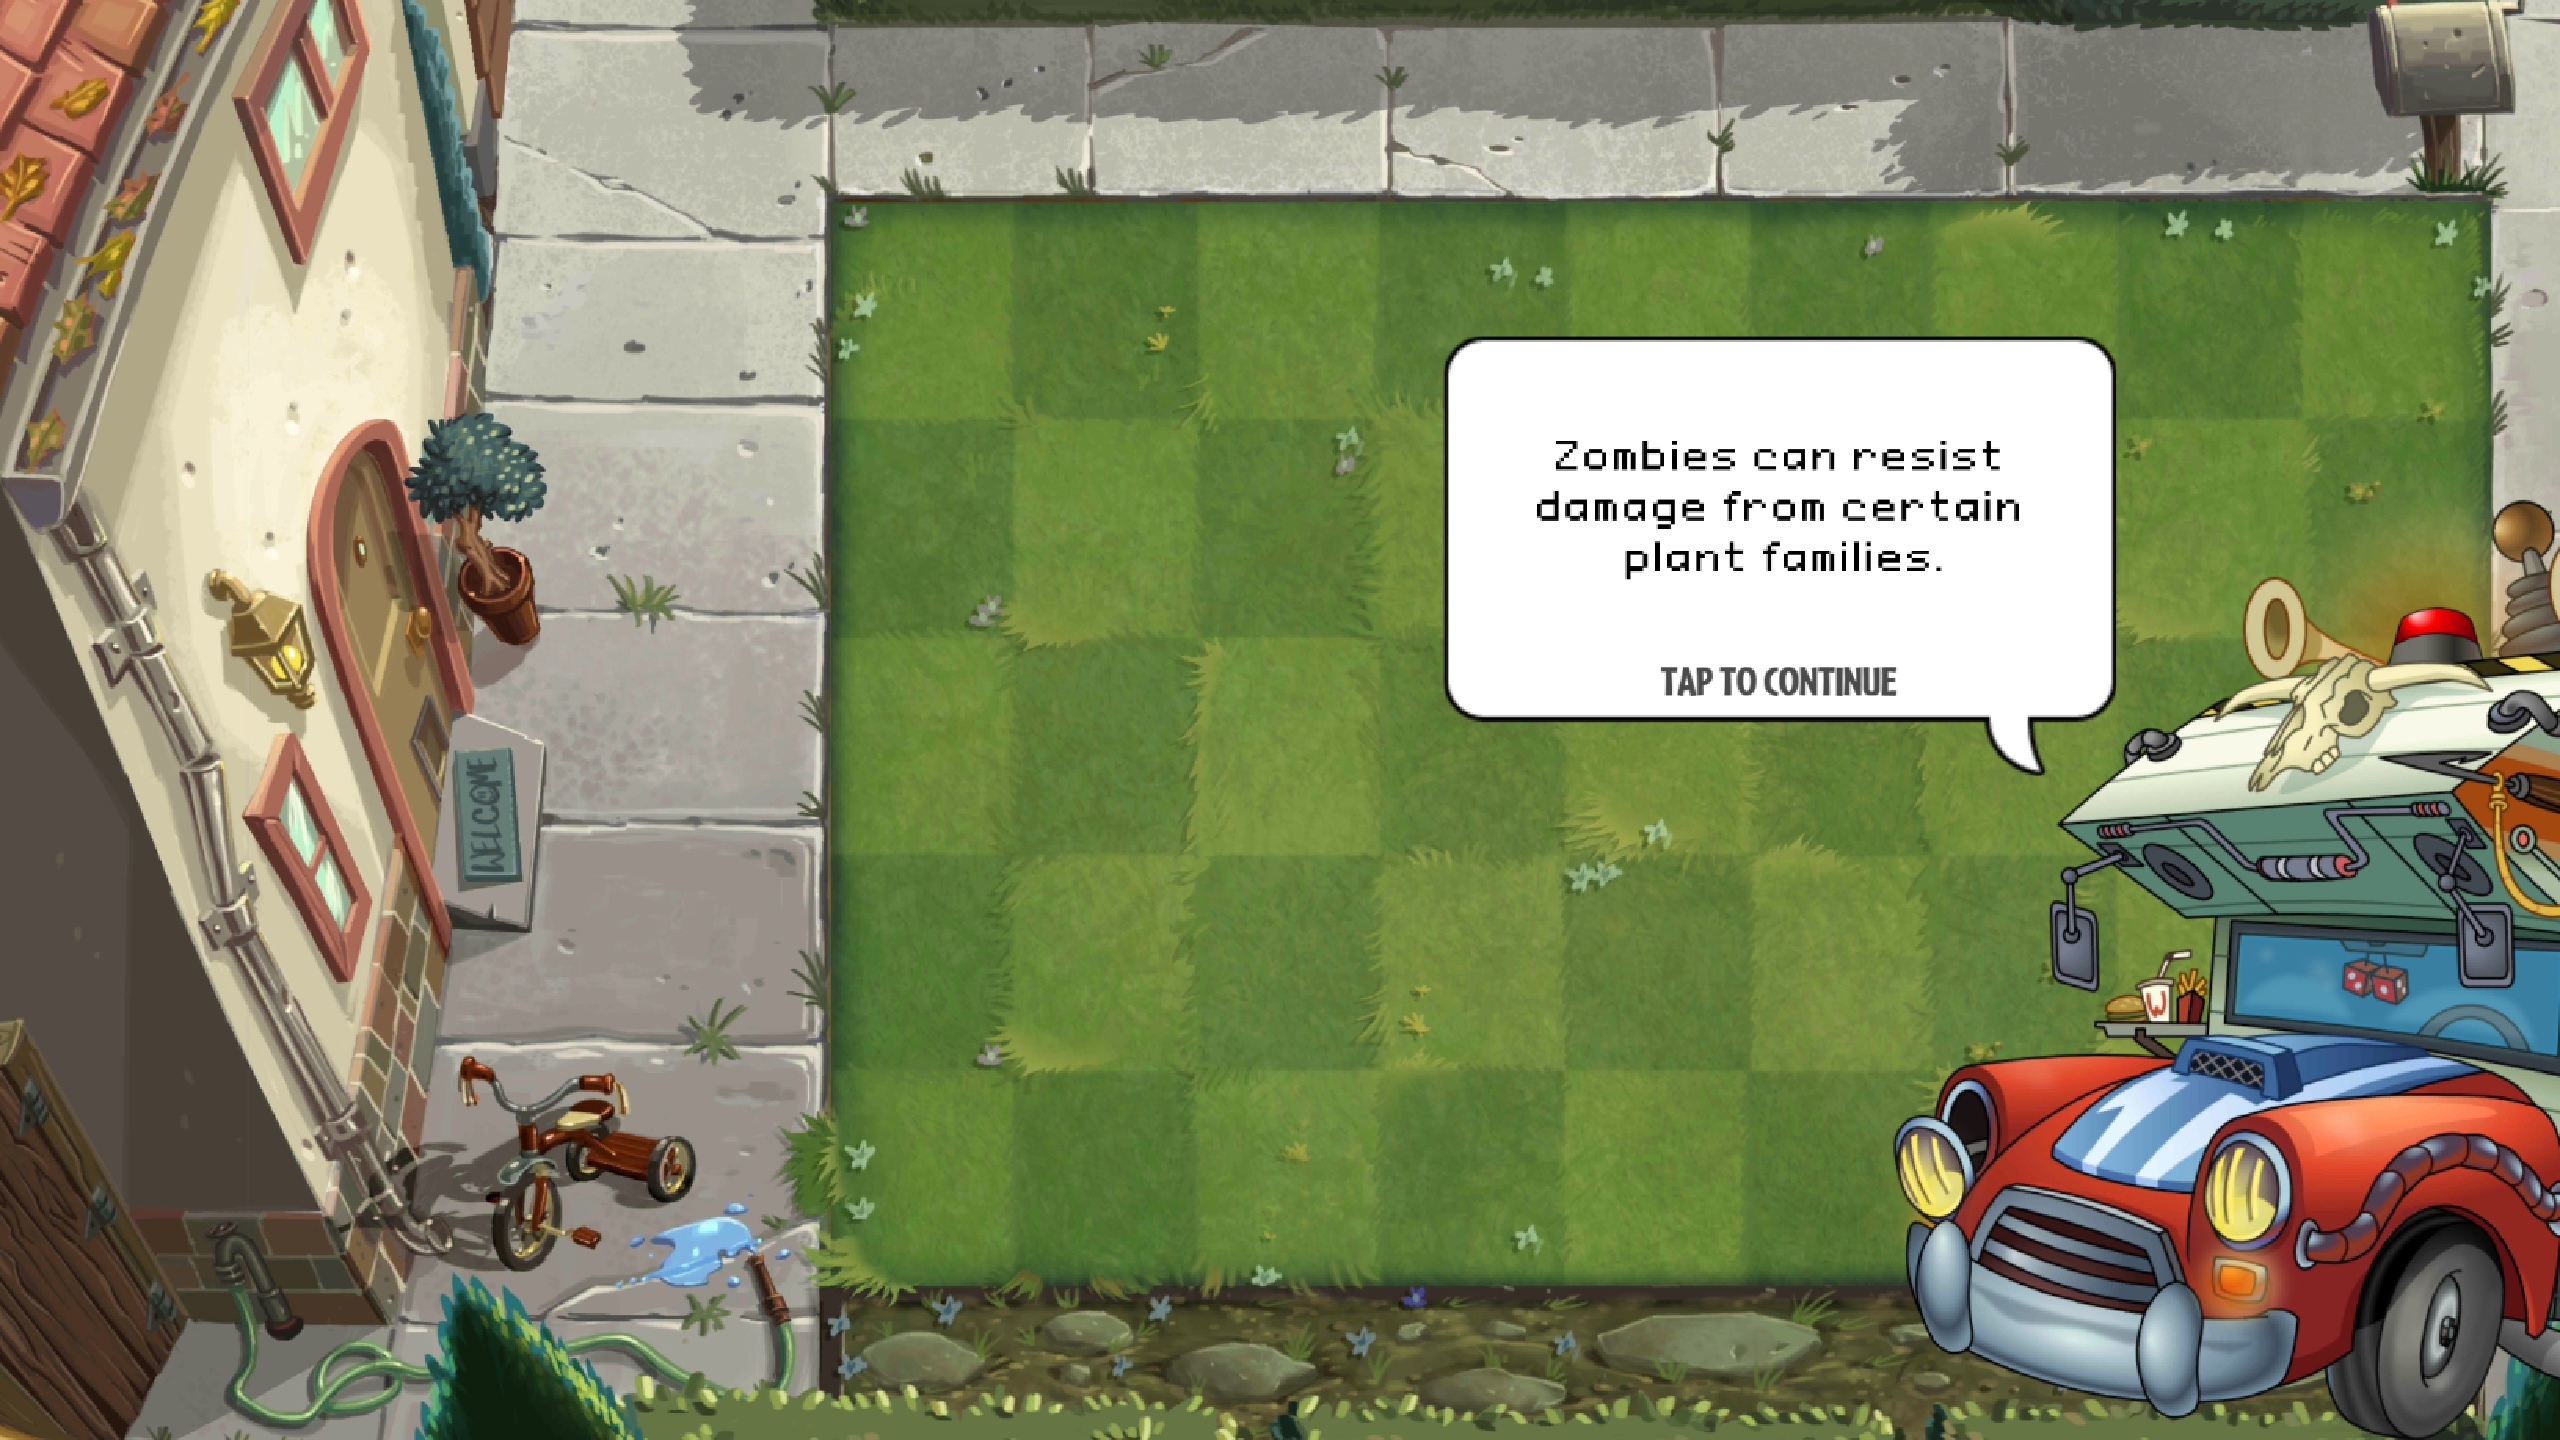 Zombies can resist
damage from certain
plant families.
TAP TO CONTINUE
WELCOME
W